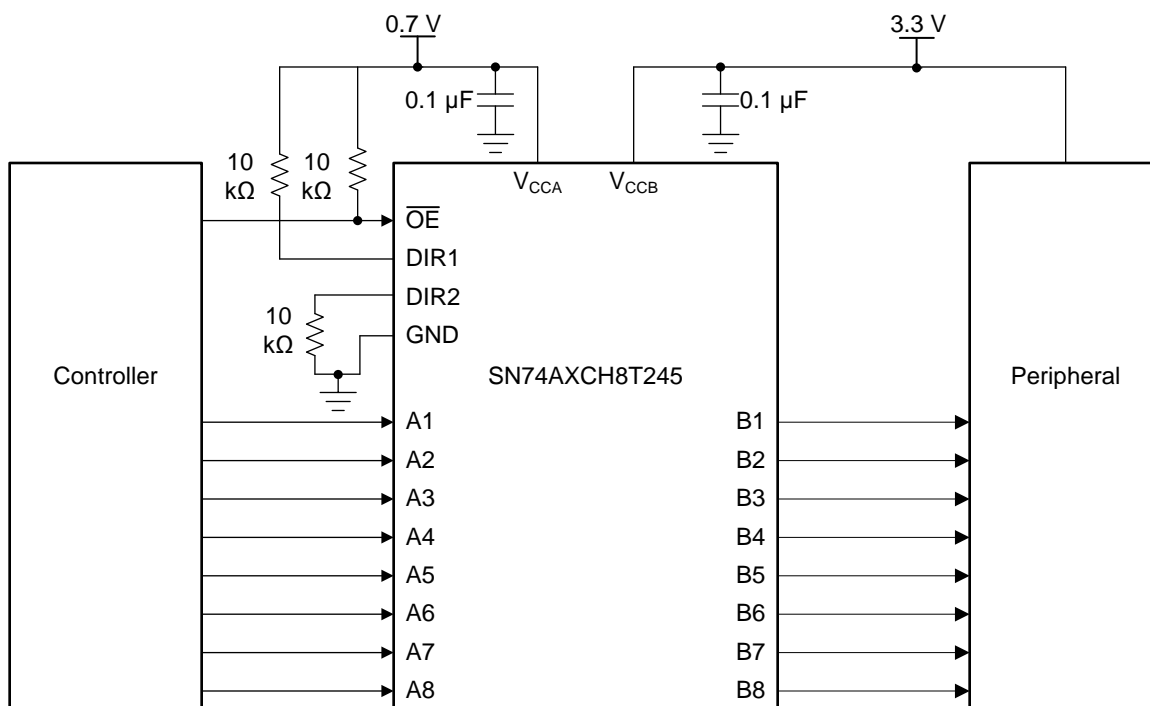 0.7 V
3.3 V
0.1 µF
0.1 µF
10
kΩ
10
kΩ
VCCA
VCCB
OE
DIR1
DIR2
10
kΩ
GND
Controller
SN74AXCH8T245
Peripheral
A1
B1
A2
B2
A3
B3
A4
B4
A5
B5
A6
B6
A7
B7
A8
B8